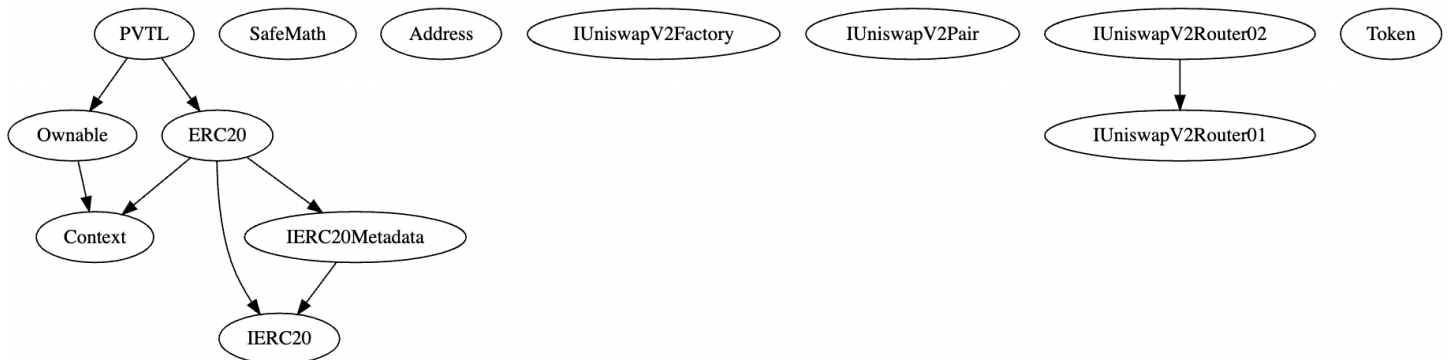 PVTL
SafeMath
Address
IUniswapV2Factory
IUniswapV2Pair
IUniswapV2Router02
Token
Ownable
ERC20
IUniswapV2Router01
Context
IERC20Metadata
IERC20